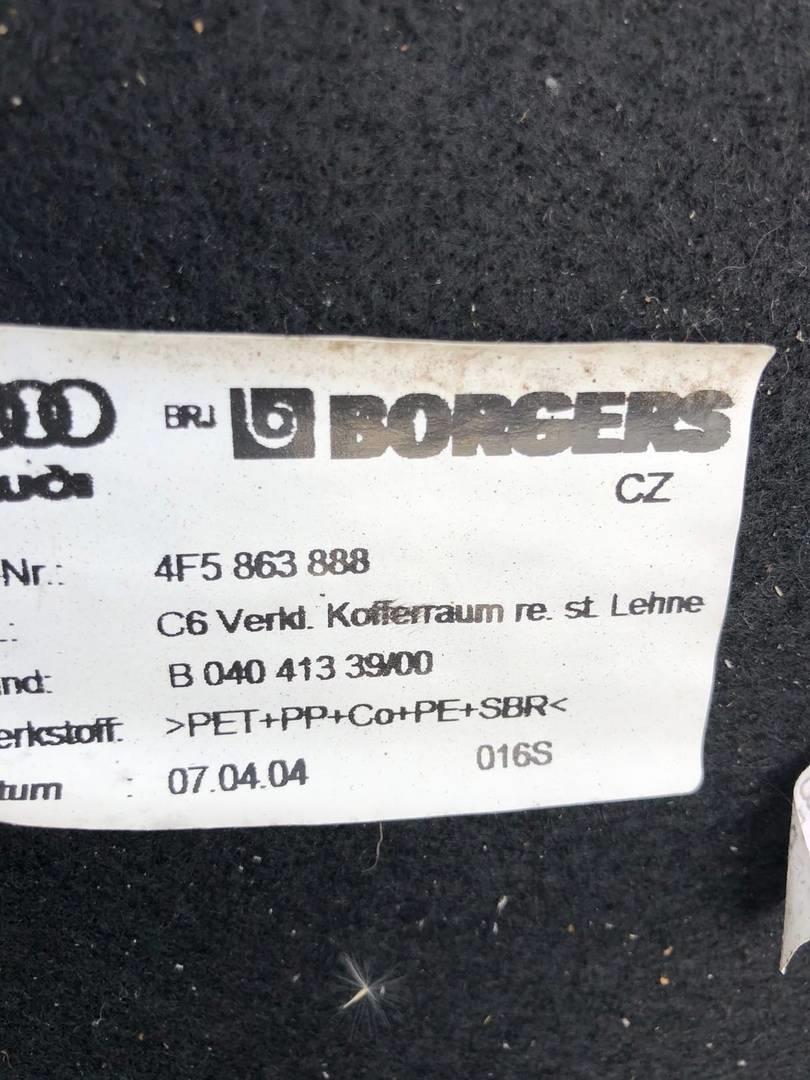 BRJ BORGERS
Audi CZ
-Nr.: 4F5 863 888
.: C6 Verkl. Kofferraum re. st. Lehne
nd: B 040 413 39/00
erkstoff: >PET+PP+Co+PE+SBR<
tum : 07.04.04 016S